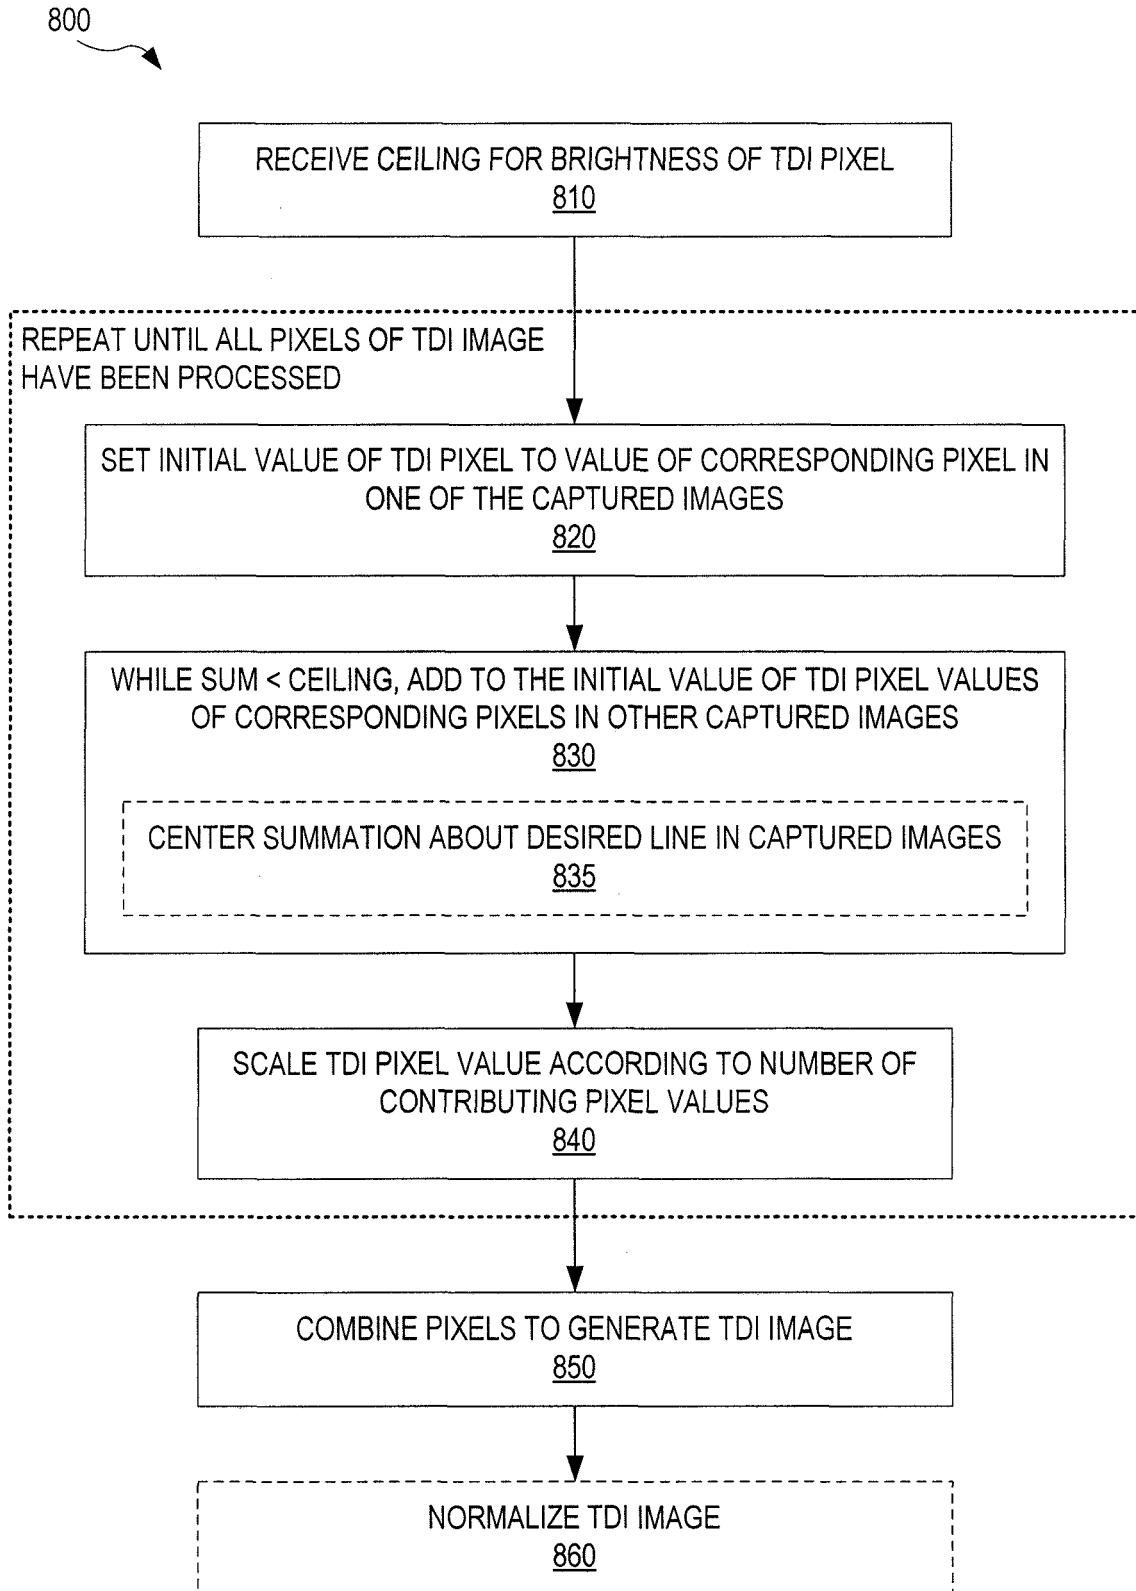 800
RECEIVE CEILING FOR BRIGHTNESS OF TDI PIXEL
810
REPEAT UNTIL ALL PIXELS OF TDI IMAGE
HAVE BEEN PROCESSED
SET INITIAL VALUE OF TDI PIXEL TO VALUE OF CORRESPONDING PIXEL IN
ONE OF THE CAPTURED IMAGES
820
WHILE SUM < CEILING, ADD TO THE INITIAL VALUE OF TDI PIXEL VALUES
OF CORRESPONDING PIXELS IN OTHER CAPTURED IMAGES
830
CENTER SUMMATION ABOUT DESIRED LINE IN CAPTURED IMAGES
835
SCALE TDI PIXEL VALUE ACCORDING TO NUMBER OF
CONTRIBUTING PIXEL VALUES
840
COMBINE PIXELS TO GENERATE TDI IMAGE
850
NORMALIZE TDI IMAGE
860